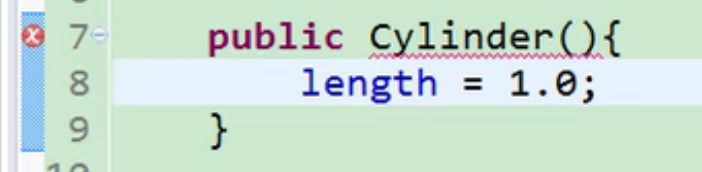 7 public Cylinder(){
8 length = 1.0;
9 }